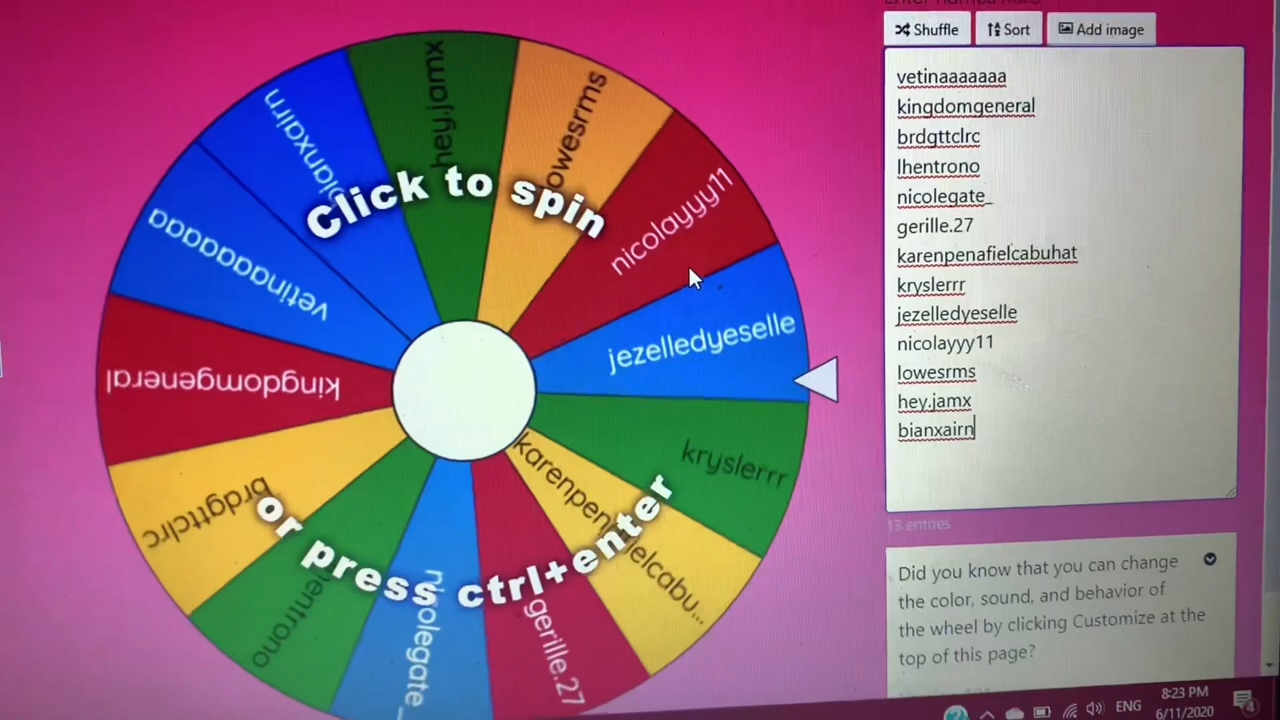 Shuffle
Sort
Add image
vetinaaaaaaa
kingdomgeneral
brdgttclrc
lhentrono
nicolegate_
gerille.27
karenpenafielcabuhat
kryslerrr
jezelledyeselle
nicolayyy11
lowesrms
hey.jamx
bianxairn
13 entries
Did you know that you can change
the color, sound, and behavior of
the wheel by clicking Customize at the
top of this page?
hey.jamx
nicolayyy11
jezelledyeselle
kryslerrr
gerille.27
brdgttclrc
kingdomgeneral
Click to spin
or press ctrl+enter
ENG
8:23 PM
6/11/2020
4